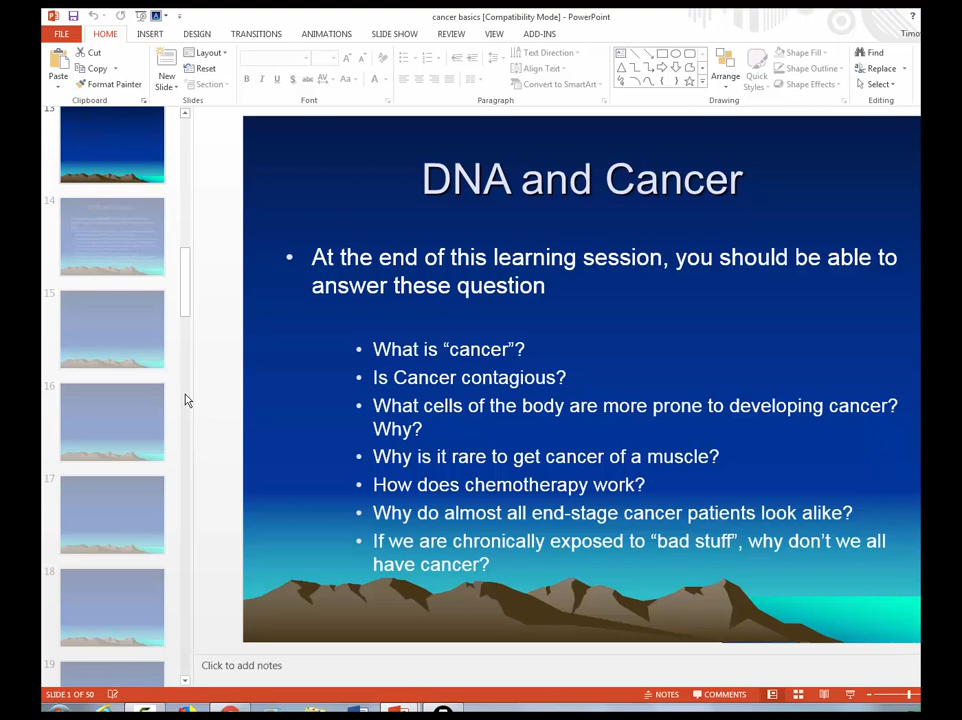 cancer basics [Compatibility Mode] - PowerPoint
?
FILE HOME INSERT DESIGN TRANSITIONS ANIMATIONS SLIDE SHOW REVIEW VIEW ADD-INS
Cut
Copy
Format Painter
Paste
Clipboard
New
Slide
Layout
Reset
Section
Slides
Font
Paragraph
Text Direction
Align Text
Convert to SmartArt
Arrange
Quick
Styles
Shape Fill
Shape Outline
Shape Effects
Drawing
Find
Replace
Select
Editing
13
14
15
16
17
18
19
DNA and Cancer
• At the end of this learning session, you should be able to
answer these question
• What is “cancer”?
• Is Cancer contagious?
• What cells of the body are more prone to developing cancer?
Why?
• Why is it rare to get cancer of a muscle?
• How does chemotherapy work?
• Why do almost all end-stage cancer patients look alike?
• If we are chronically exposed to “bad stuff”, why don’t we all
have cancer?
Click to add notes
SLIDE 1 OF 50
NOTES
COMMENTS